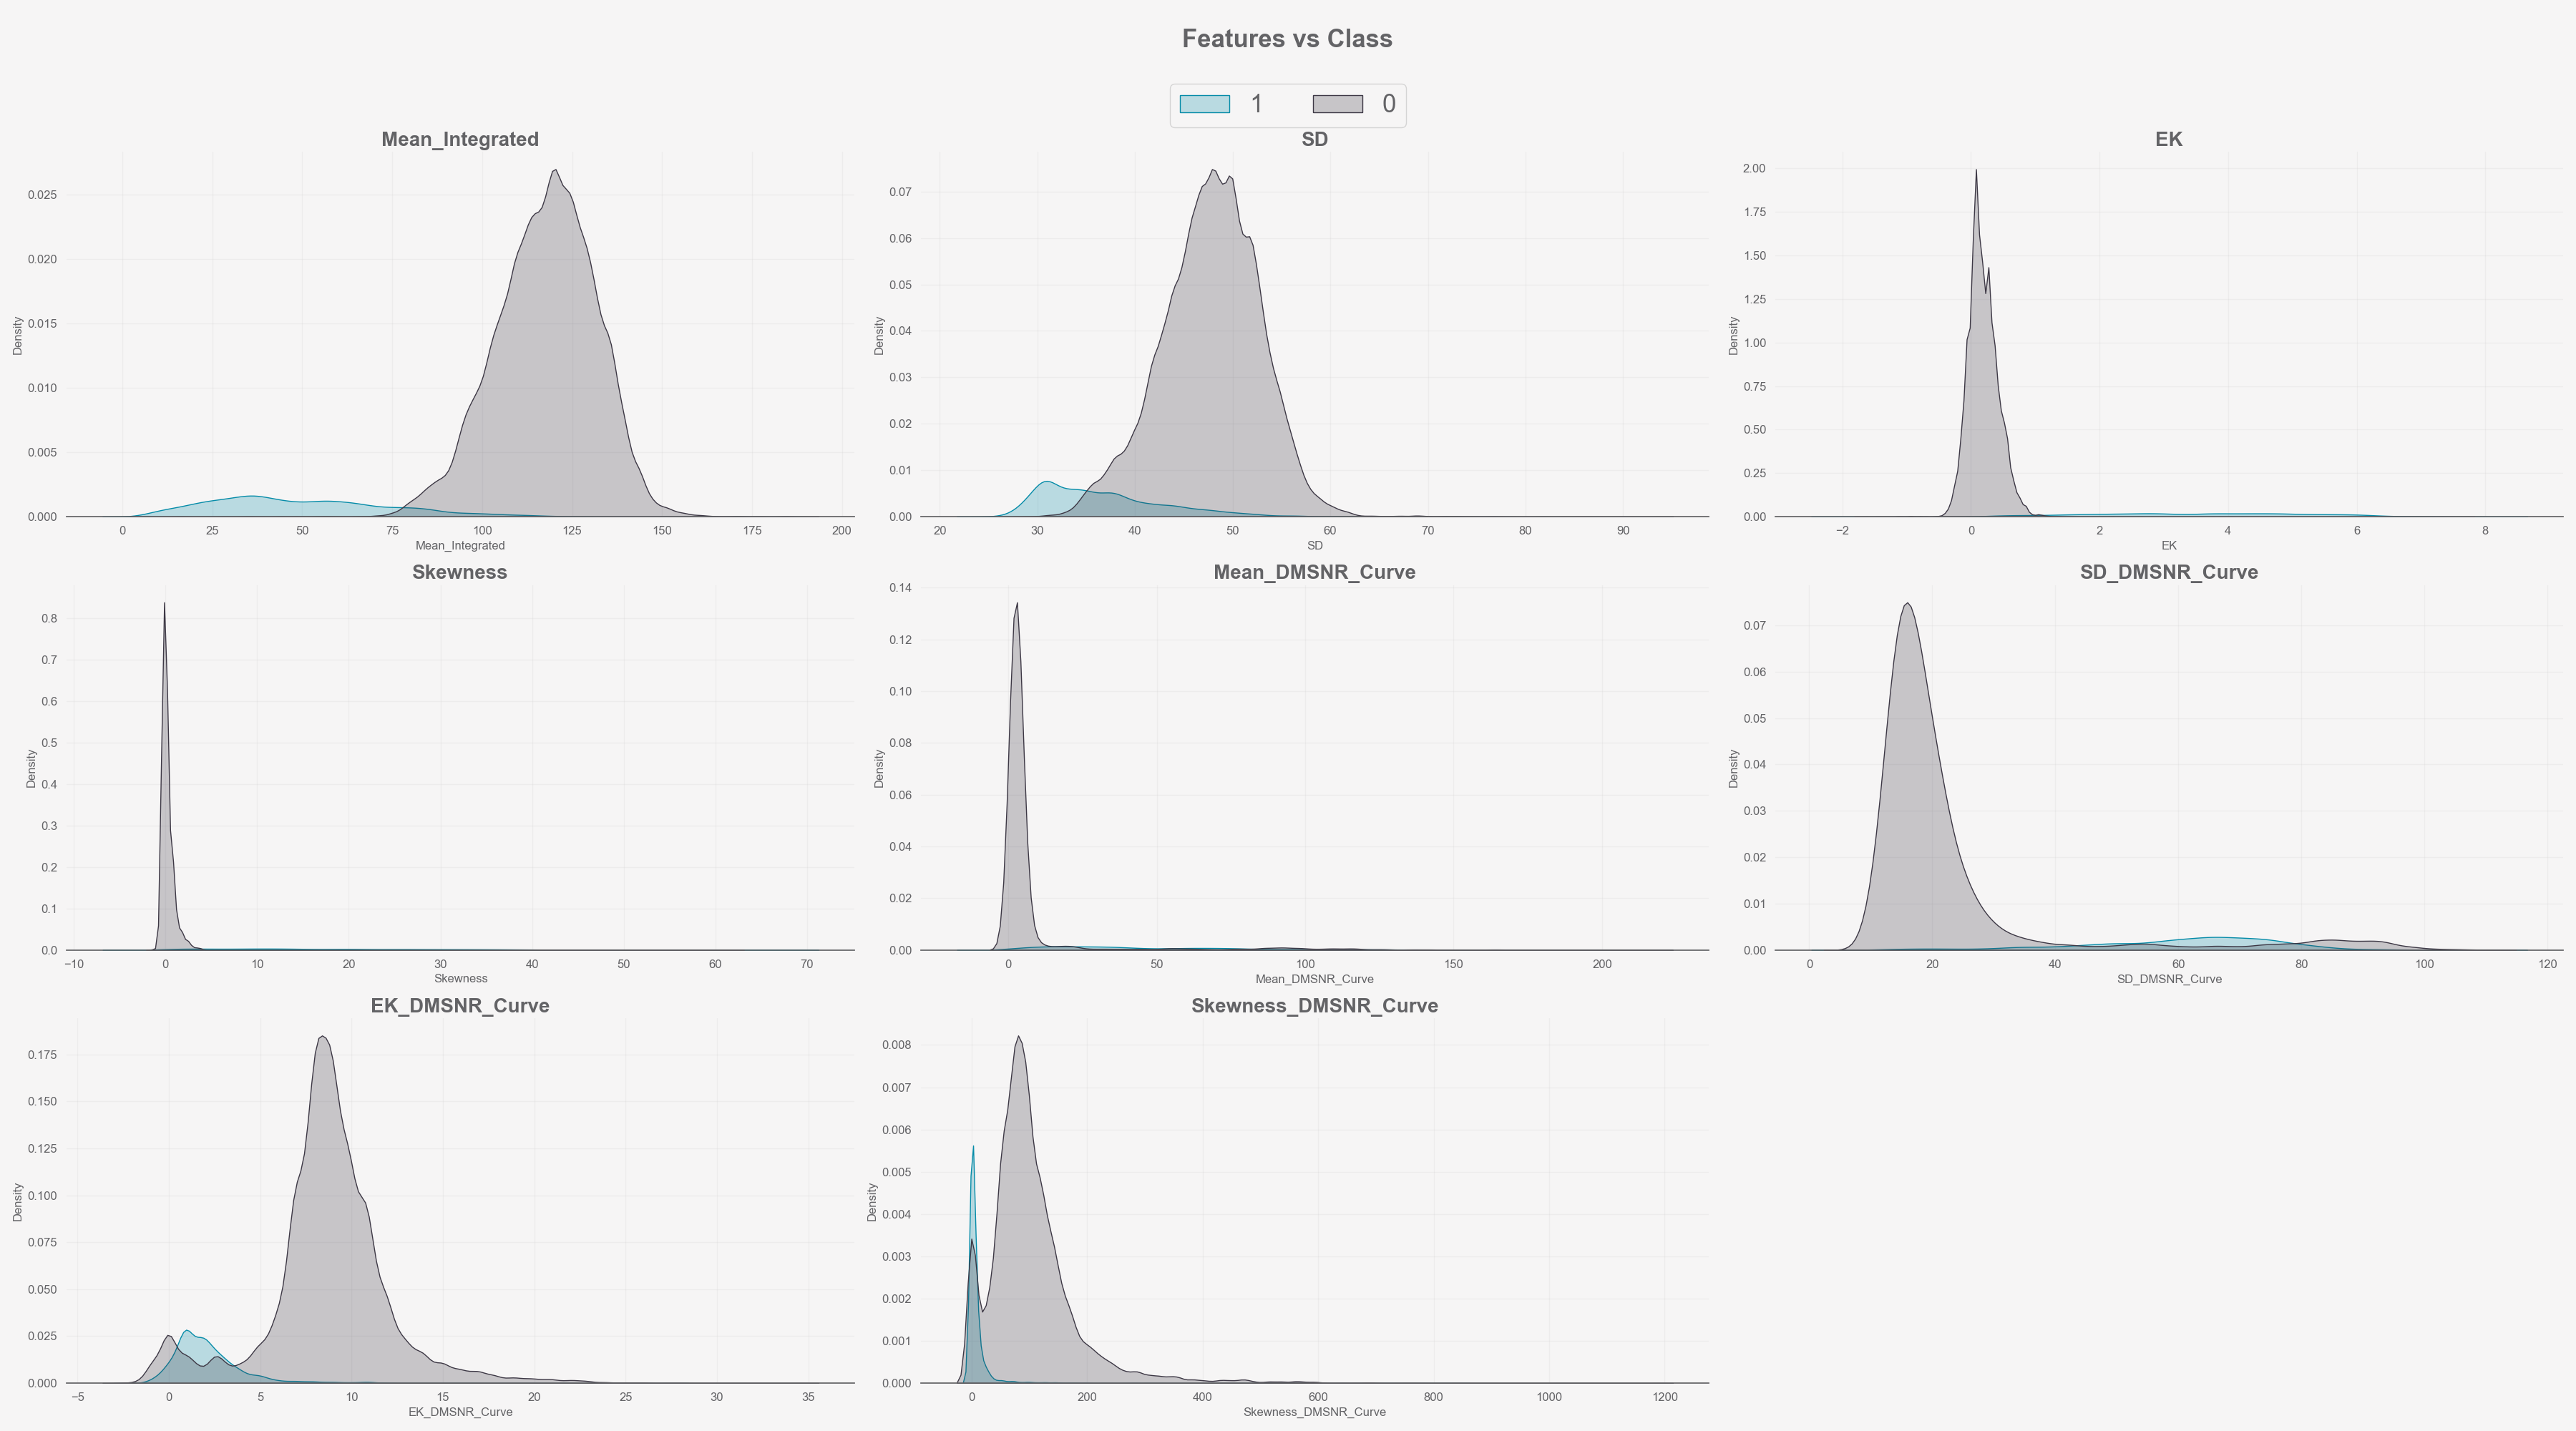 Features vs Class
1 0
Mean_Integrated
Density
0.025
0.020
0.015
0.010
0.005
0.000
0 25 50 75 100 125 150 175 200
Mean_Integrated
SD
Density
0.07
0.06
0.05
0.04
0.03
0.02
0.01
0.00
20 30 40 50 60 70 80 90
SD
EK
Density
2.00
1.75
1.50
1.25
1.00
0.75
0.50
0.25
0.00
−2 0 2 4 6 8
EK
Skewness
Density
0.8
0.7
0.6
0.5
0.4
0.3
0.2
0.1
0.0
−10 0 10 20 30 40 50 60 70
Skewness
Mean_DMSNR_Curve
Density
0.14
0.12
0.10
0.08
0.06
0.04
0.02
0.00
0 50 100 150 200
Mean_DMSNR_Curve
SD_DMSNR_Curve
Density
0.07
0.06
0.05
0.04
0.03
0.02
0.01
0.00
0 20 40 60 80 100 120
SD_DMSNR_Curve
EK_DMSNR_Curve
Density
0.175
0.150
0.125
0.100
0.075
0.050
0.025
0.000
−5 0 5 10 15 20 25 30 35
EK_DMSNR_Curve
Skewness_DMSNR_Curve
Density
0.008
0.007
0.006
0.005
0.004
0.003
0.002
0.001
0.000
0 200 400 600 800 1000 1200
Skewness_DMSNR_Curve